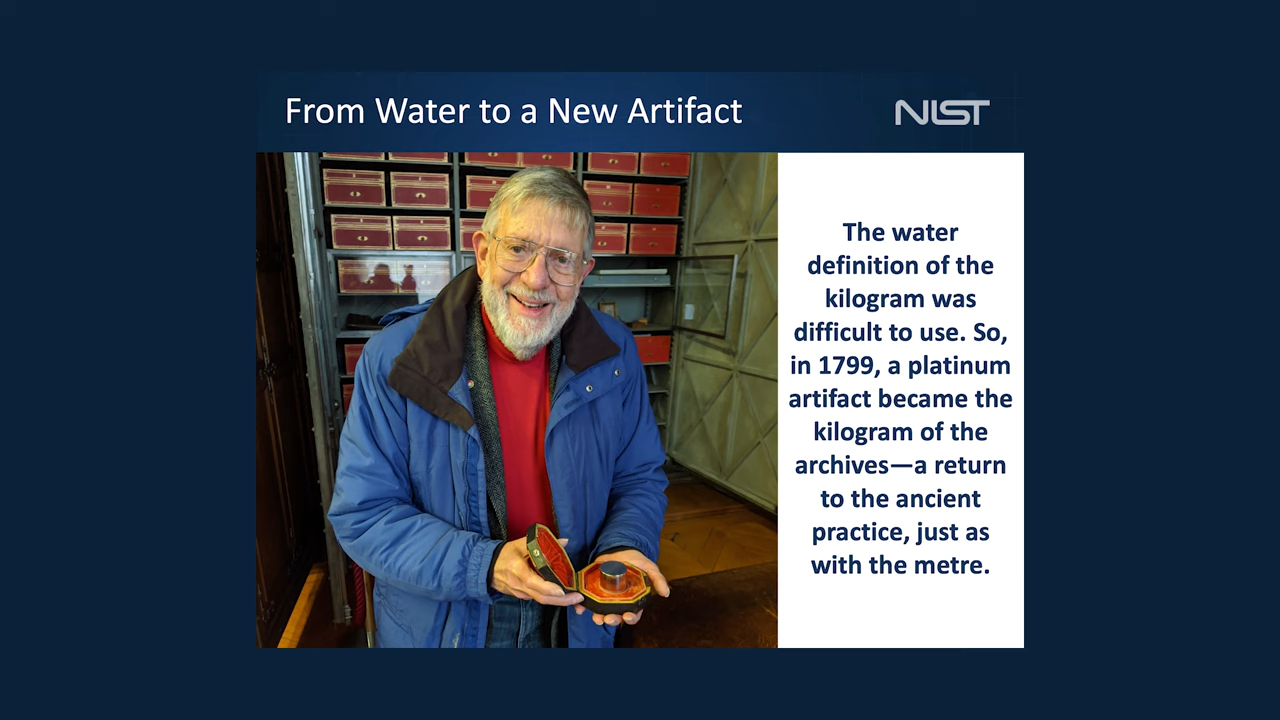 From Water to a New Artifact
NIST
The water
definition of the
kilogram was
difficult to use. So,
in 1799, a platinum
artifact became the
kilogram of the
archives—a return
to the ancient
practice, just as
with the metre.